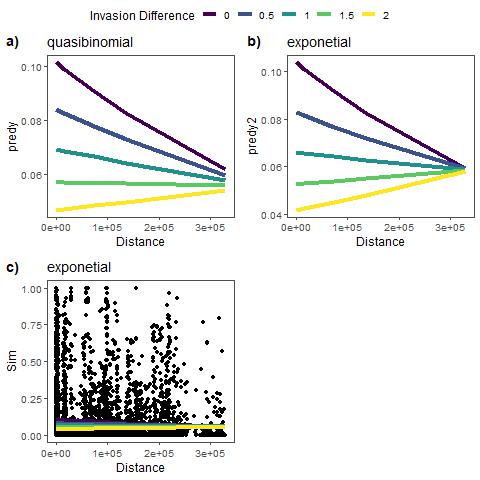 Invasion Difference 0 0.5 1 1.5 2
a) quasibinomial
0.10
0.08
0.06
predy
0e+00 1e+05 2e+05 3e+05
Distance
b) exponetial
0.10
0.08
0.06
0.04
predy2
0e+00 1e+05 2e+05 3e+05
Distance
c) exponetial
1.00
0.75
0.50
0.25
0.00
Sim
0e+00 1e+05 2e+05 3e+05
Distance